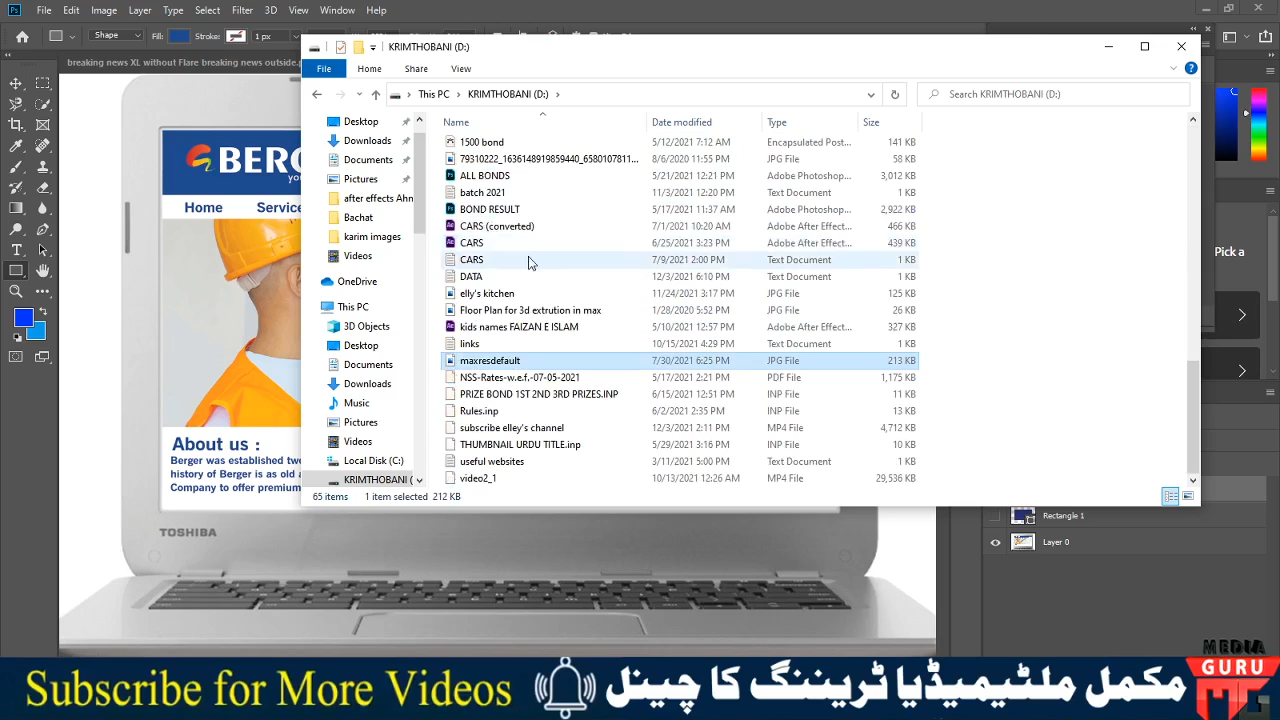 File Edit Image Layer Type Select Filter 3D View Window Help
Shape Fill: Stroke: 1 px
breaking news XL without Flare breaking news outside.
KRIMTHOBANI (D:)
File Home Share View
This PC KRIMTHOBANI (D:)
Search KRIMTHOBANI (D:)
Desktop
Downloads
Documents
Pictures
after effects Ahn
Bachat
karim images
Videos
OneDrive
This PC
3D Objects
Desktop
Documents
Downloads
Music
Pictures
Videos
Local Disk (C:)
KRIMTHOBANI (
Name Date modified Type Size
1500 bond 5/12/2021 7:12 AM Encapsulated Post... 141 KB
79310222_1636148919859440_6580107811... 8/6/2020 11:55 PM JPG File 58 KB
ALL BONDS 5/21/2021 12:21 PM Adobe Photoshop... 3,012 KB
batch 2021 11/3/2021 12:20 PM Text Document 1 KB
BOND RESULT 5/17/2021 11:37 AM Adobe Photoshop... 2,922 KB
CARS (converted) 7/1/2021 10:20 AM Adobe After Effect... 466 KB
CARS 6/25/2021 3:23 PM Adobe After Effect... 439 KB
CARS 7/9/2021 2:00 PM Text Document 1 KB
DATA 12/3/2021 6:10 PM Text Document 1 KB
elly's kitchen 11/24/2021 3:17 PM JPG File 125 KB
Floor Plan for 3d extrution in max 1/28/2020 5:52 PM JPG File 26 KB
kids names FAIZAN E ISLAM 5/10/2021 12:57 PM Adobe After Effect... 327 KB
links 10/15/2021 4:29 PM Text Document 1 KB
maxresdefault 7/30/2021 6:25 PM JPG File 213 KB
NSS-Rates-w.e.f.-07-05-2021 5/17/2021 2:21 PM PDF File 1,175 KB
PRIZE BOND 1ST 2ND 3RD PRIZES.INP 6/15/2021 12:51 PM INP File 11 KB
Rules.inp 6/2/2021 2:35 PM INP File 13 KB
subscribe elley's channel 12/3/2021 2:11 PM MP4 File 4,712 KB
THUMBNAIL URDU TITLE.inp 5/29/2021 3:16 PM INP File 10 KB
useful websites 3/11/2021 5:00 PM Text Document 1 KB
video2_1 10/13/2021 12:26 AM MP4 File 29,536 KB
65 items 1 item selected 212 KB
BERG
yo
Home Service
About us :
Berger was established two
history of Berger is as old a
Company to offer premium
TOSHIBA
Pick a
Rectangle 1
Layer 0
Subscribe for More Videos
مکمل ملٹیمیڈیا ٹریننگ کا چینل
MEDIA
GURU
MG